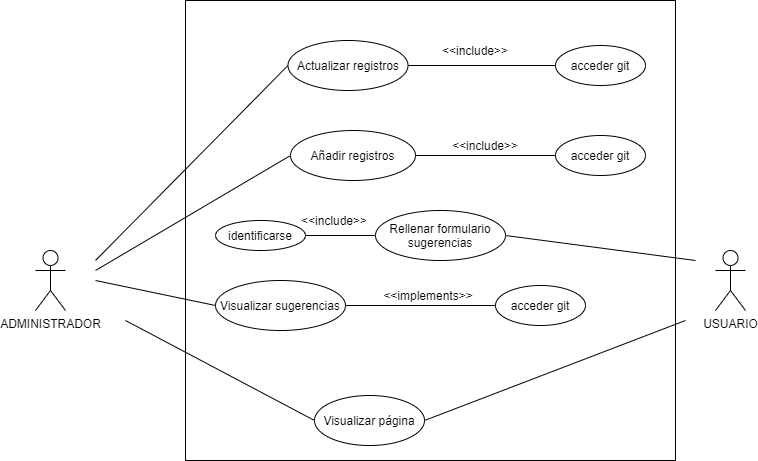 <<include>>
Actualizar registros
acceder git
<<include>>
Añadir registros
acceder git
<<include>>
identificarse
Rellenar formulario
sugerencias
<<implements>>
Visualizar sugerencias
acceder git
ADMINISTRADOR
USUARIO
Visualizar página